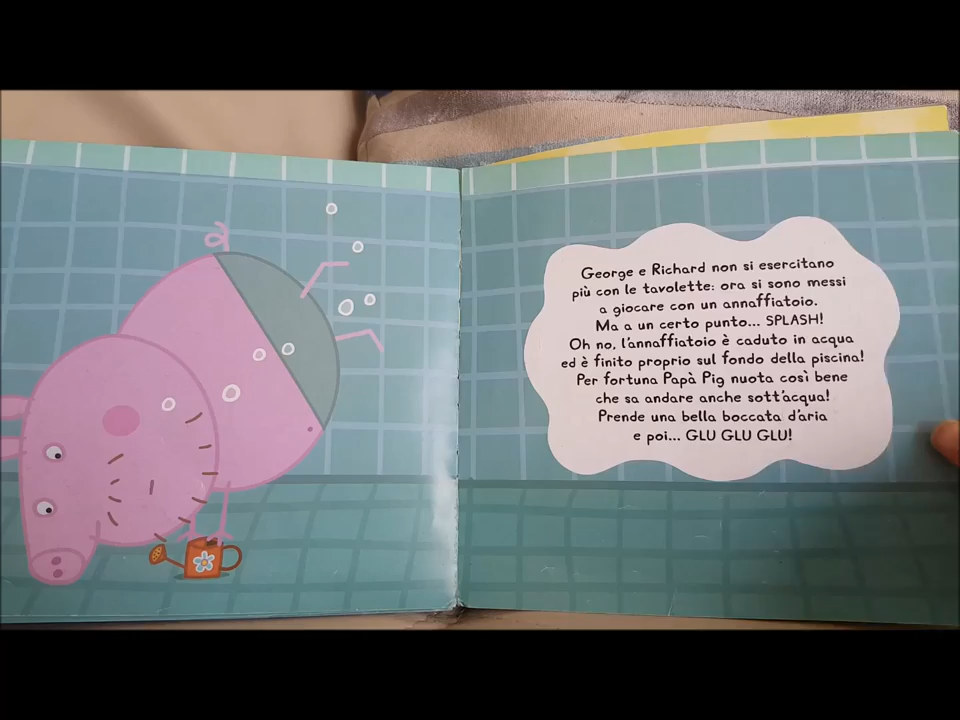 George e Richard non si esercitano
più con le tavolette: ora si sono messi
a giocare con un annaffiatoio.
Ma a un certo punto... SPLASH!
Oh no, l'annaffiatoio è caduto in acqua
ed è finito proprio sul fondo della piscina!
Per fortuna Papà Pig nuota così bene
che sa andare anche sott'acqua!
Prende una bella boccata d'aria
e poi... GLU GLU GLU!